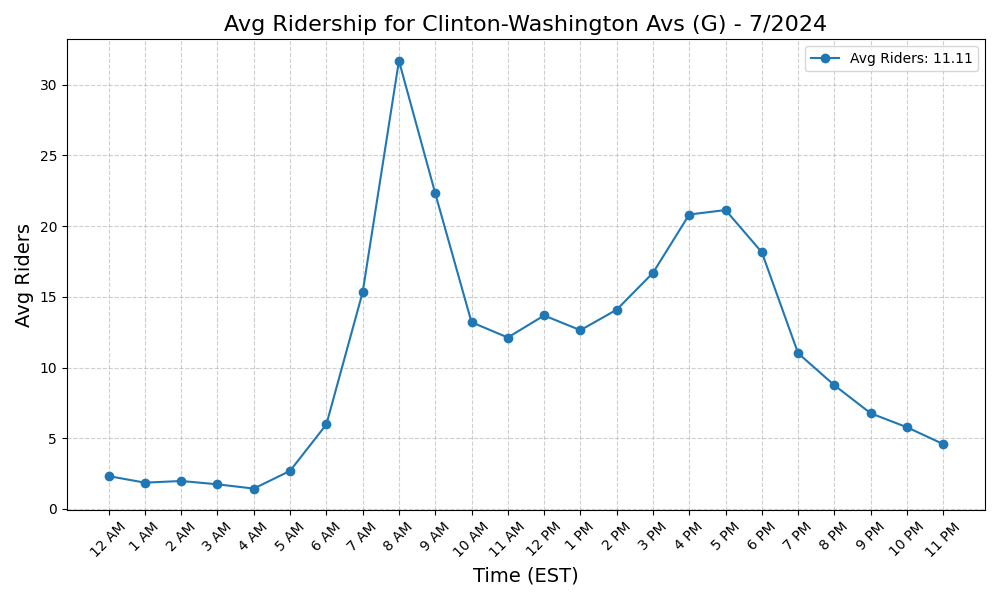 Avg Ridership for Clinton-Washington Avs (G) - 7/2024
Avg Riders: 11.11
Avg Riders
30
25
20
15
10
5
0
12 AM
1 AM
2 AM
3 AM
4 AM
5 AM
6 AM
7 AM
8 AM
9 AM
10 AM
11 AM
12 PM
1 PM
2 PM
3 PM
4 PM
5 PM
6 PM
7 PM
8 PM
9 PM
10 PM
11 PM
Time (EST)